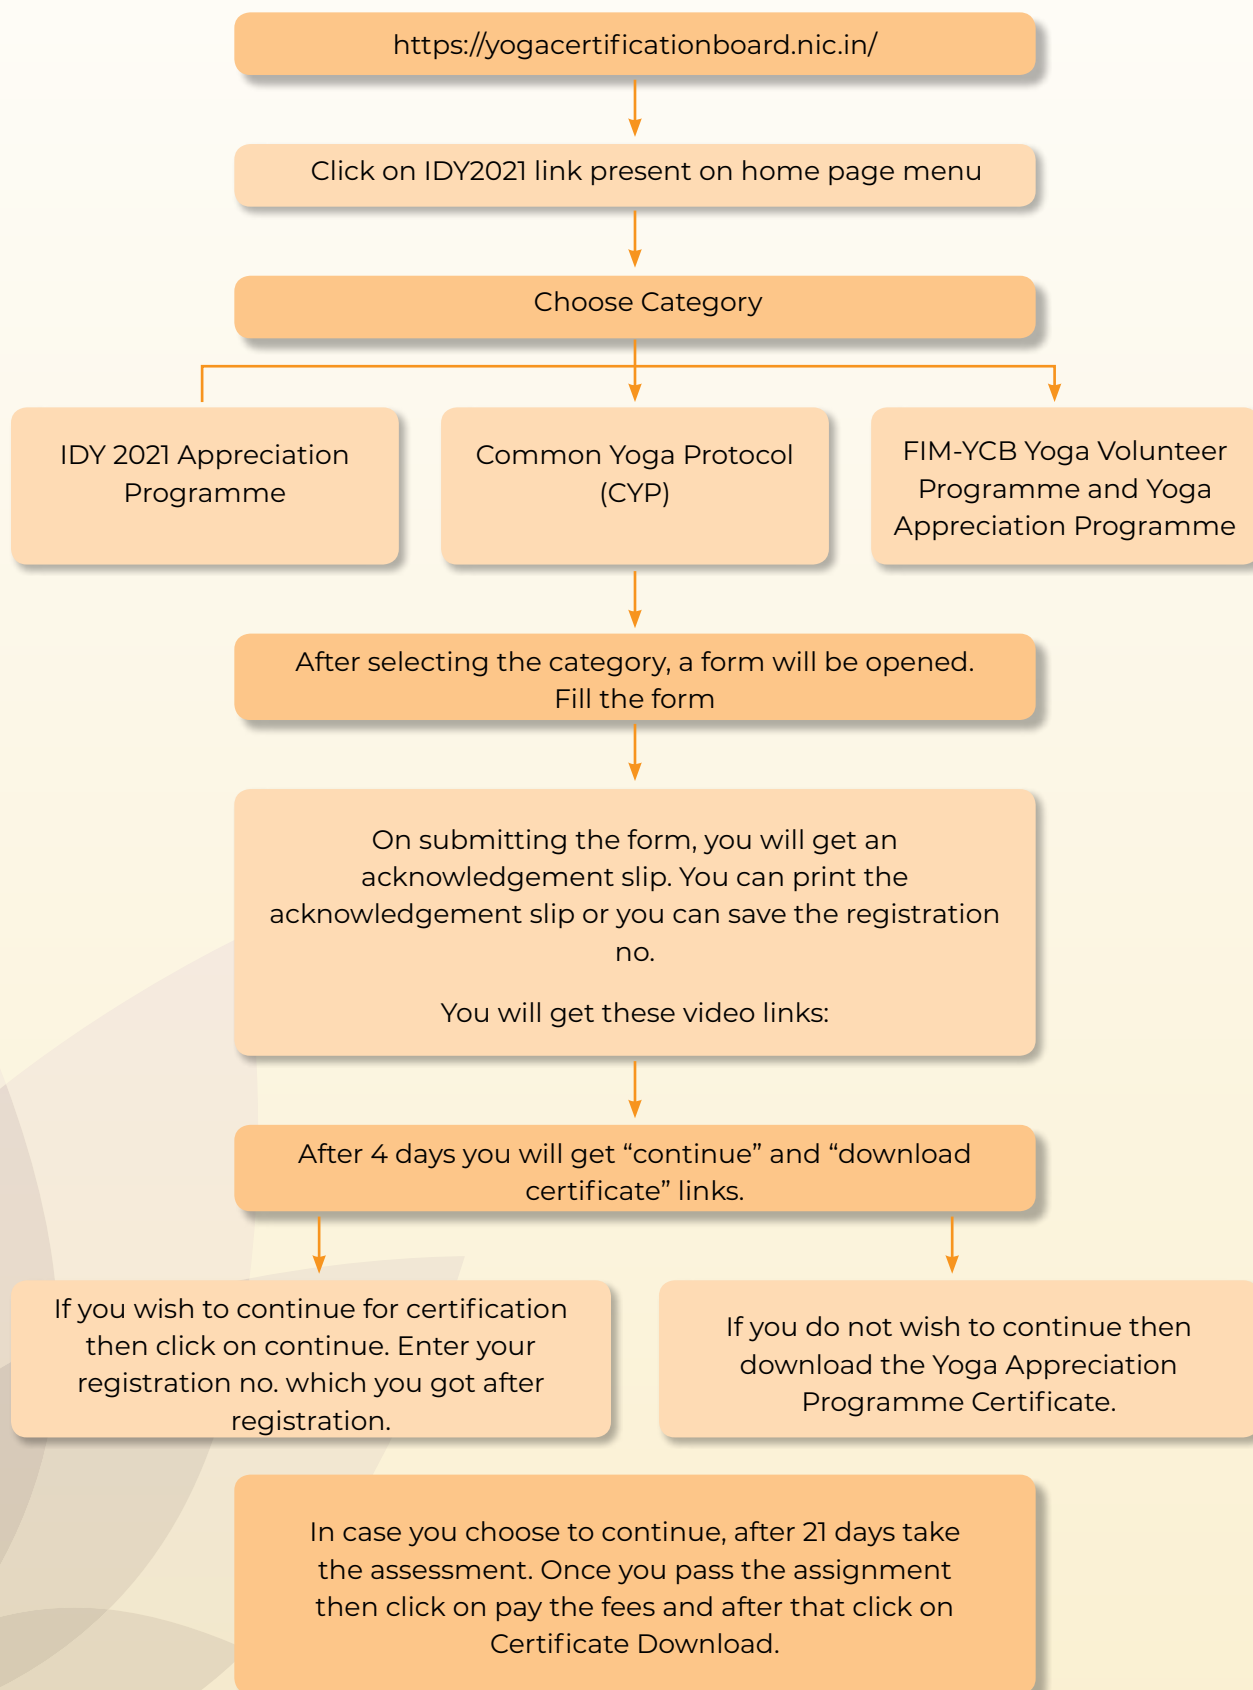 https://yogacertificationboard.nic.in/
Click on IDY2021 link present on home page menu
Choose Category
IDY 2021 Appreciation
Programme
Common Yoga Protocol
(CYP)
FIM-YCB Yoga Volunteer
Programme and Yoga
Appreciation Programme
After selecting the category, a form will be opened.
Fill the form
On submitting the form, you will get an
acknowledgement slip. You can print the
acknowledgement slip or you can save the registration
no.
You will get these video links:
After 4 days you will get “continue” and “download
certificate” links.
If you wish to continue for certification
then click on continue. Enter your
registration no. which you got after
registration.
If you do not wish to continue then
download the Yoga Appreciation
Programme Certificate.
In case you choose to continue, after 21 days take
the assessment. Once you pass the assignment
then click on pay the fees and after that click on
Certificate Download.